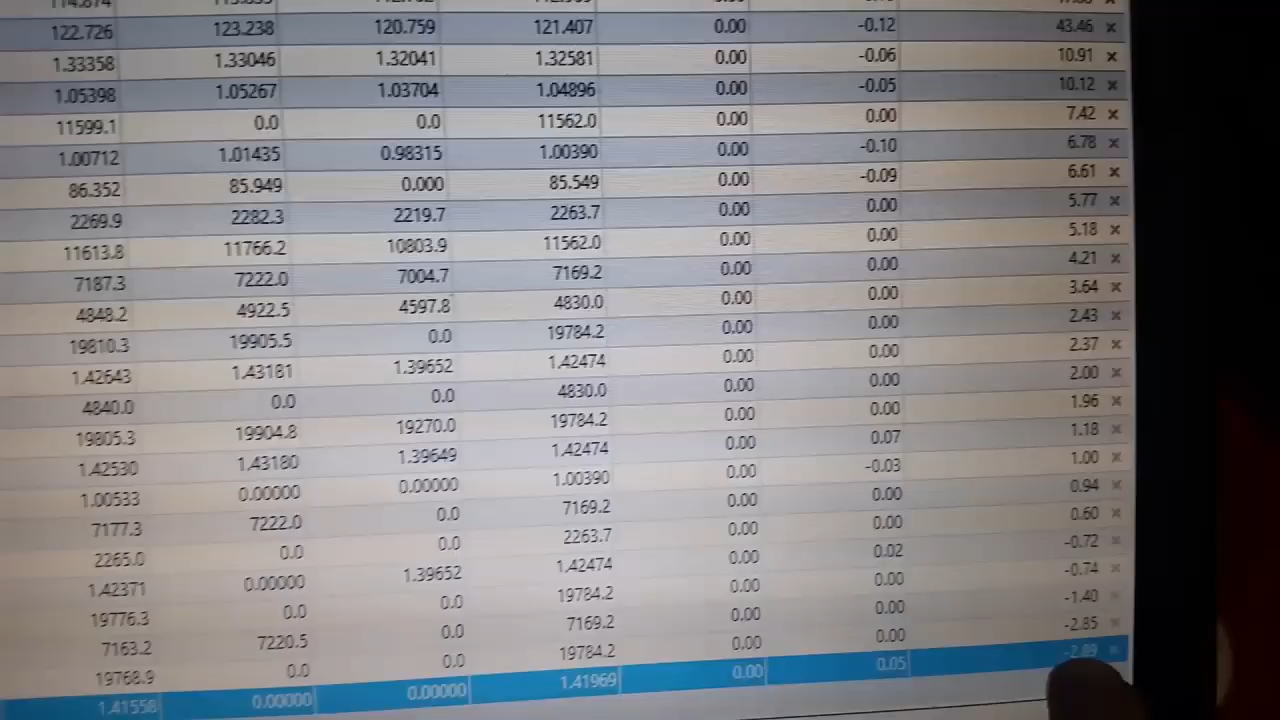 122.726 123.238 120.759 121.407 0.00 -0.12 43.46 ×
1.33358 1.33046 1.32041 1.32581 0.00 -0.06 10.91 ×
1.05398 1.05267 1.03704 1.04896 0.00 -0.05 10.12 ×
11599.1 0.0 0.0 11562.0 0.00 0.00 7.42 ×
1.00712 1.01435 0.98315 1.00390 0.00 -0.10 6.78 ×
86.352 85.949 0.000 85.549 0.00 -0.09 6.61 ×
2269.9 2282.3 2219.7 2263.7 0.00 0.00 5.77 ×
11613.8 11766.2 10803.9 11562.0 0.00 0.00 5.18 ×
7187.3 7222.0 7004.7 7169.2 0.00 0.00 4.21 ×
4848.2 4922.5 4597.8 4830.0 0.00 0.00 3.64 ×
19810.3 19905.5 0.0 19784.2 0.00 0.00 2.43 ×
1.42643 1.43181 1.39652 1.42474 0.00 0.00 2.37 ×
4840.0 0.0 0.0 4830.0 0.00 0.00 2.00 ×
19805.3 19904.8 19270.0 19784.2 0.00 0.00 1.96 ×
1.42530 1.43180 1.39649 1.42474 0.00 0.07 1.18 ×
1.00533 0.00000 0.00000 1.00390 0.00 -0.03 1.00 ×
7177.3 7222.0 0.0 7169.2 0.00 0.00 0.94 ×
2265.0 0.0 0.0 2263.7 0.00 0.00 0.60 ×
1.42371 0.00000 1.39652 1.42474 0.00 0.02 -0.72 ×
19776.3 0.0 0.0 19784.2 0.00 0.00 -0.74 ×
7163.2 7220.5 0.0 7169.2 0.00 0.00 -1.40 ×
19768.9 0.0 0.0 19784.2 0.00 0.00 -2.85 ×
1.41558 0.00000 0.00000 1.41969 0.00 0.05 -2.89 ×